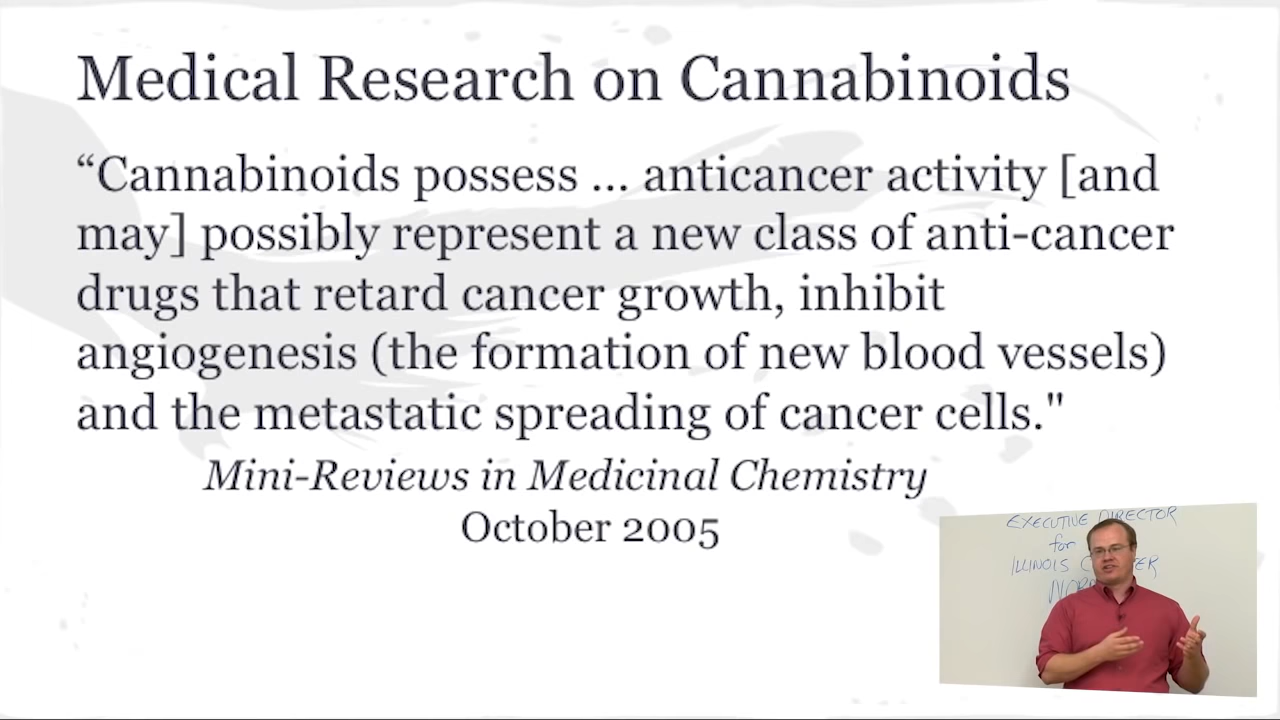 Medical Research on Cannabinoids
“Cannabinoids possess ... anticancer activity [and
may] possibly represent a new class of anti-cancer
drugs that retard cancer growth, inhibit
angiogenesis (the formation of new blood vessels)
and the metastatic spreading of cancer cells."
Mini-Reviews in Medicinal Chemistry
October 2005
EXECUTIVE DIRECTOR
for
ILLINOIS